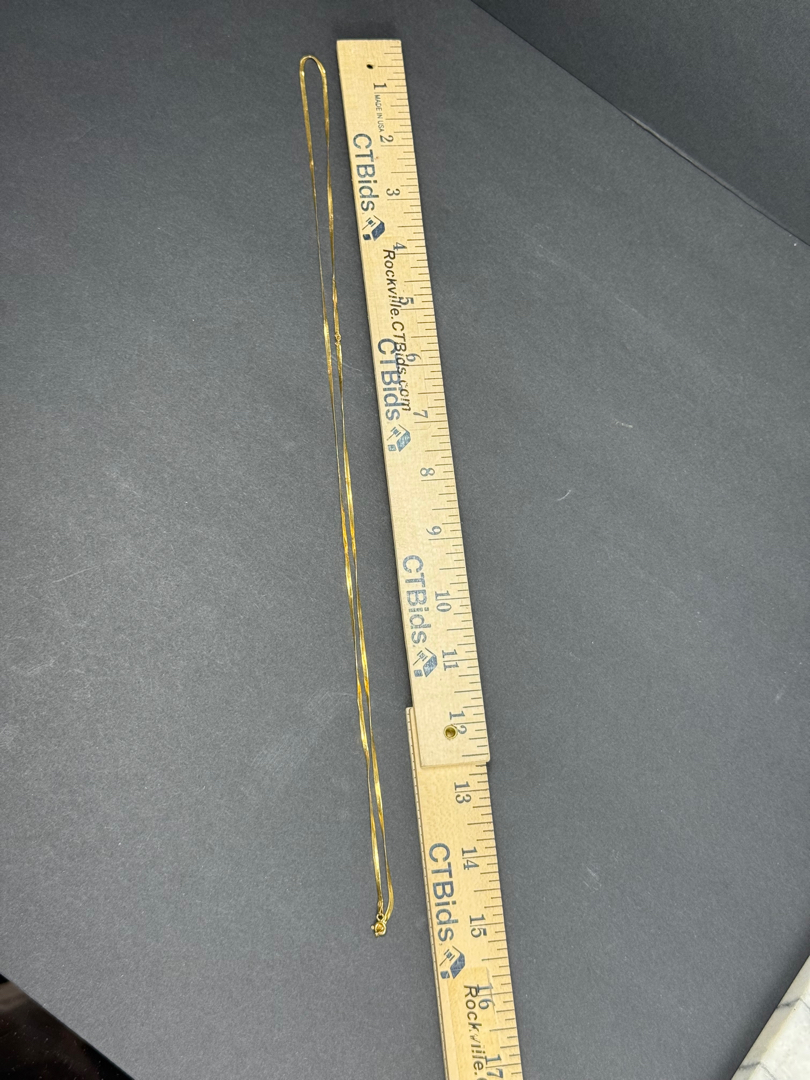 1
MADE IN USA
2
CTBids
3
4
Rockville.CTBids.com
5
6
CTBids
7
8
9
10
CTBids
11
12
13
14
CTBids
15
16
Rockville.
17